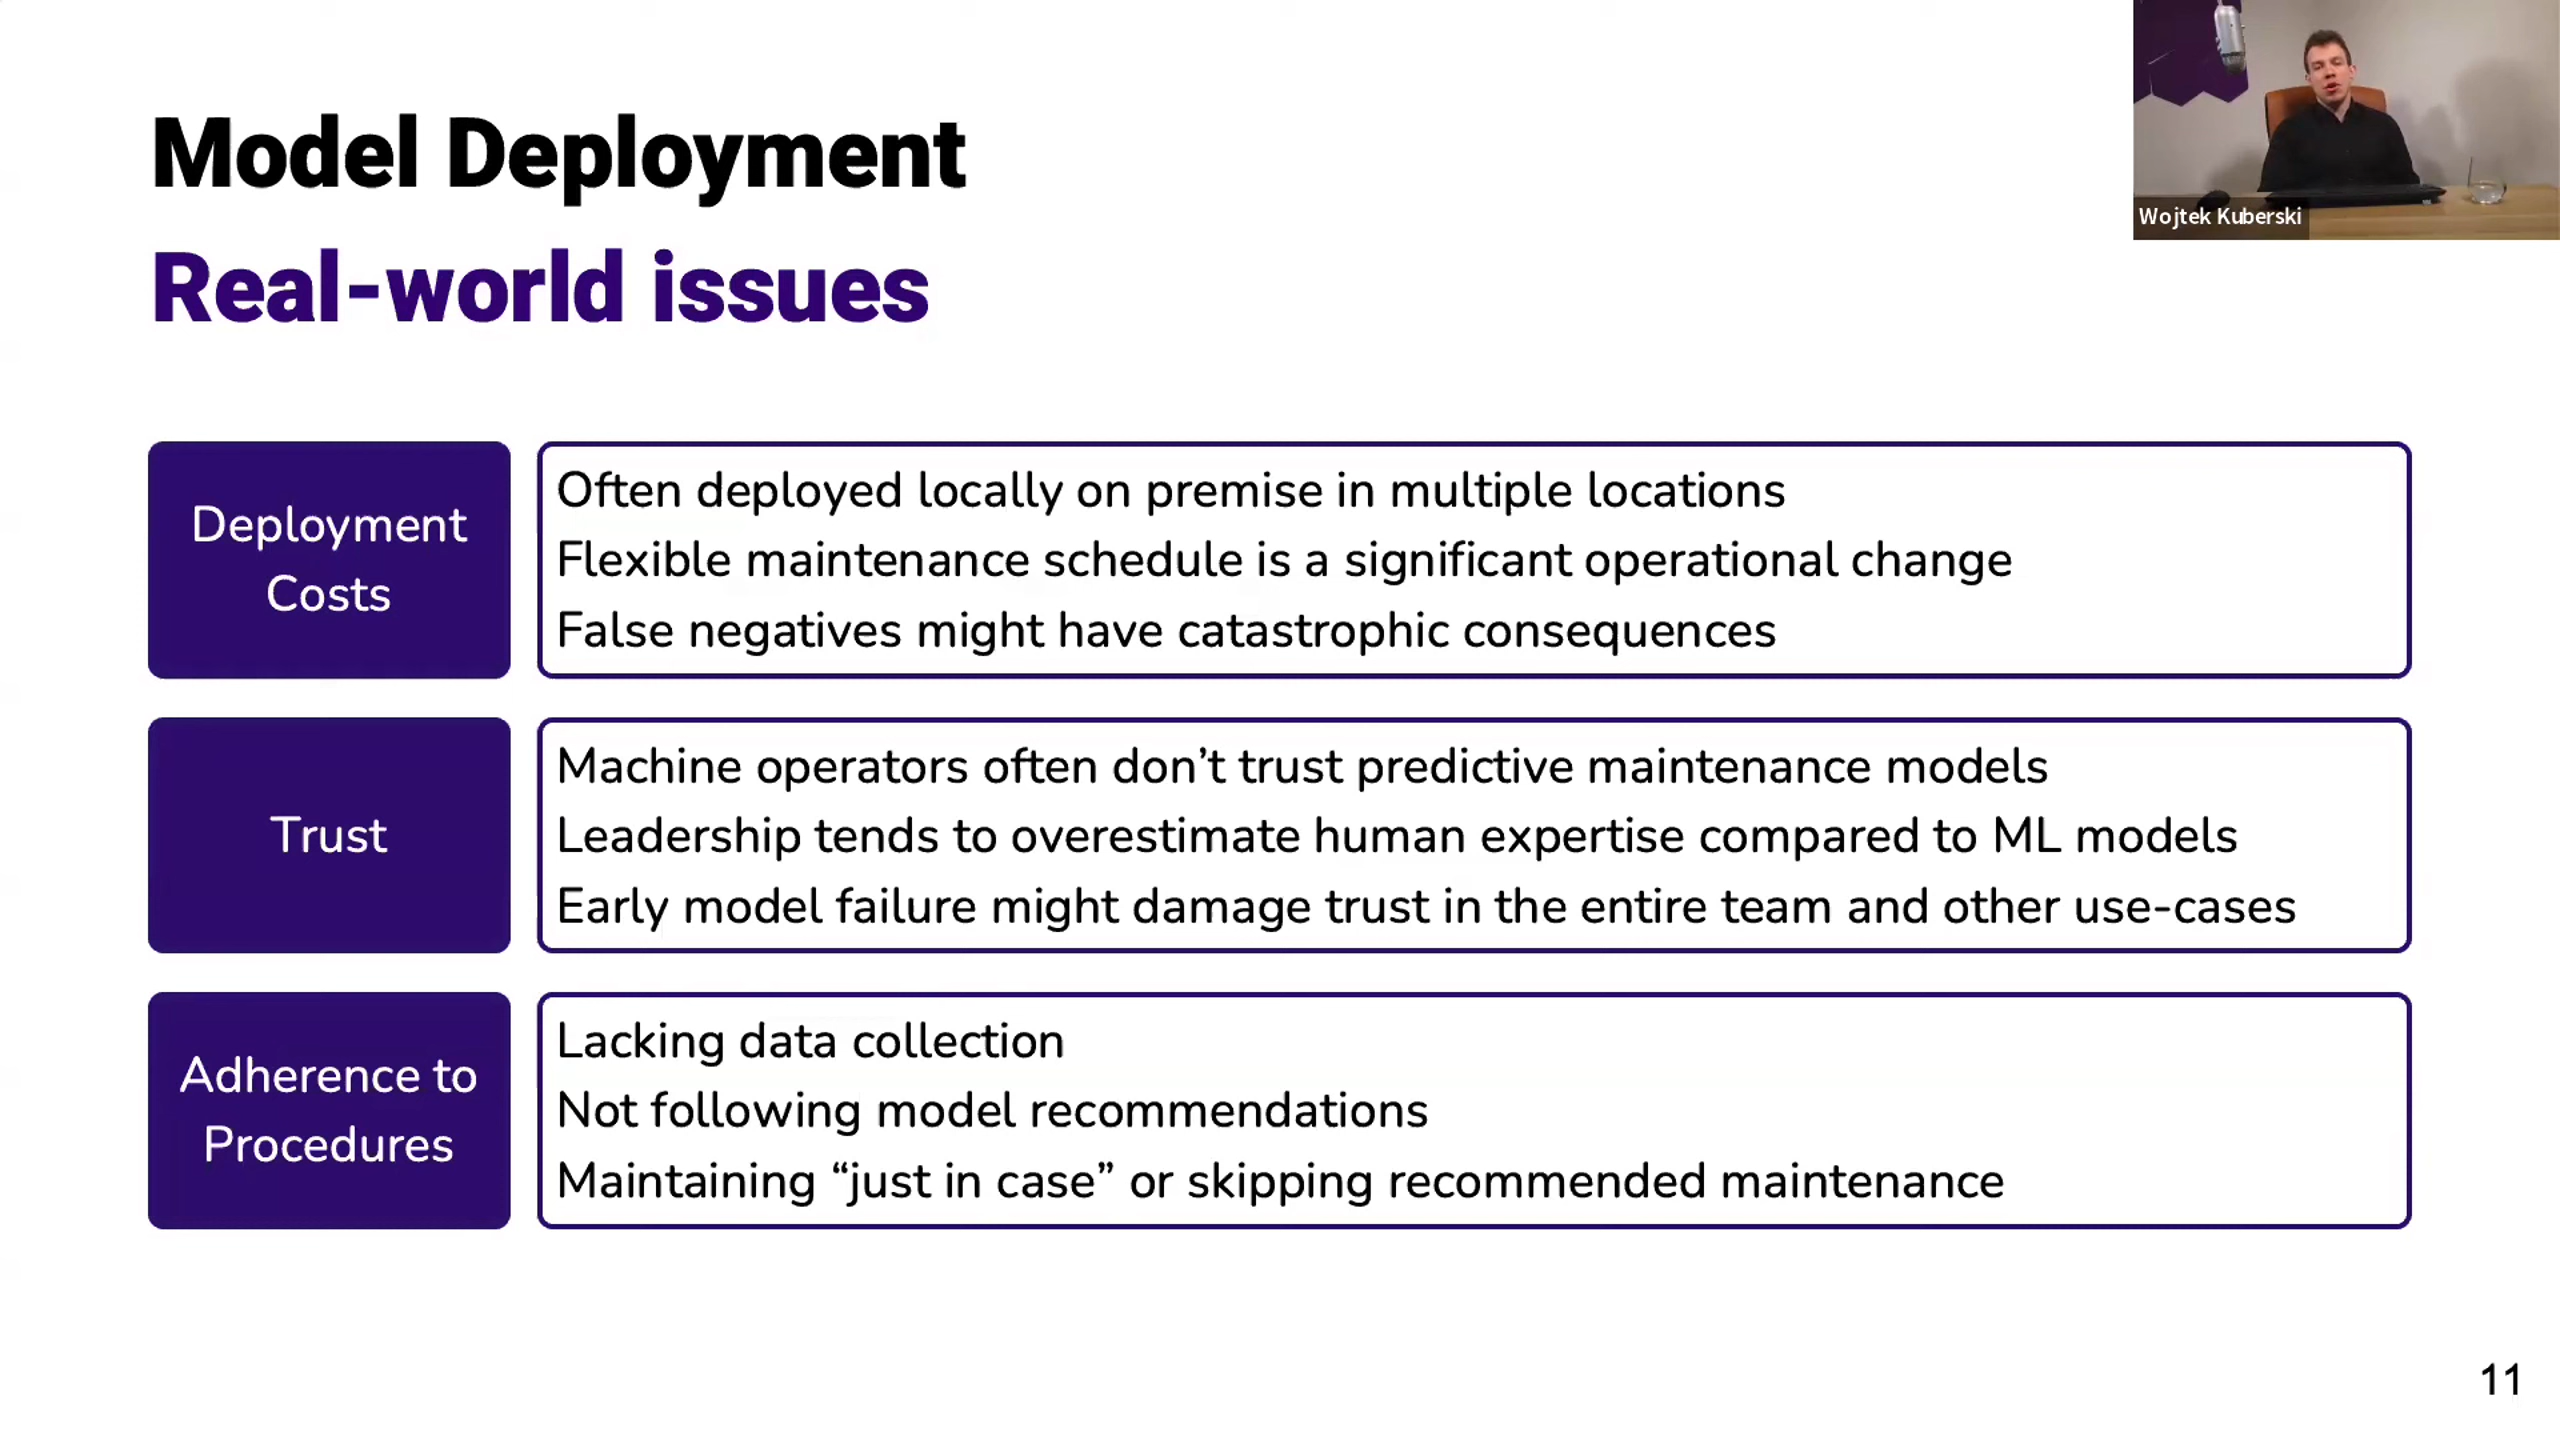 Model Deployment
Real-world issues
Wojtek Kuberski
Deployment
Costs
Often deployed locally on premise in multiple locations
Flexible maintenance schedule is a significant operational change
False negatives might have catastrophic consequences
Trust
Machine operators often don’t trust predictive maintenance models
Leadership tends to overestimate human expertise compared to ML models
Early model failure might damage trust in the entire team and other use-cases
Adherence to
Procedures
Lacking data collection
Not following model recommendations
Maintaining “just in case” or skipping recommended maintenance
11